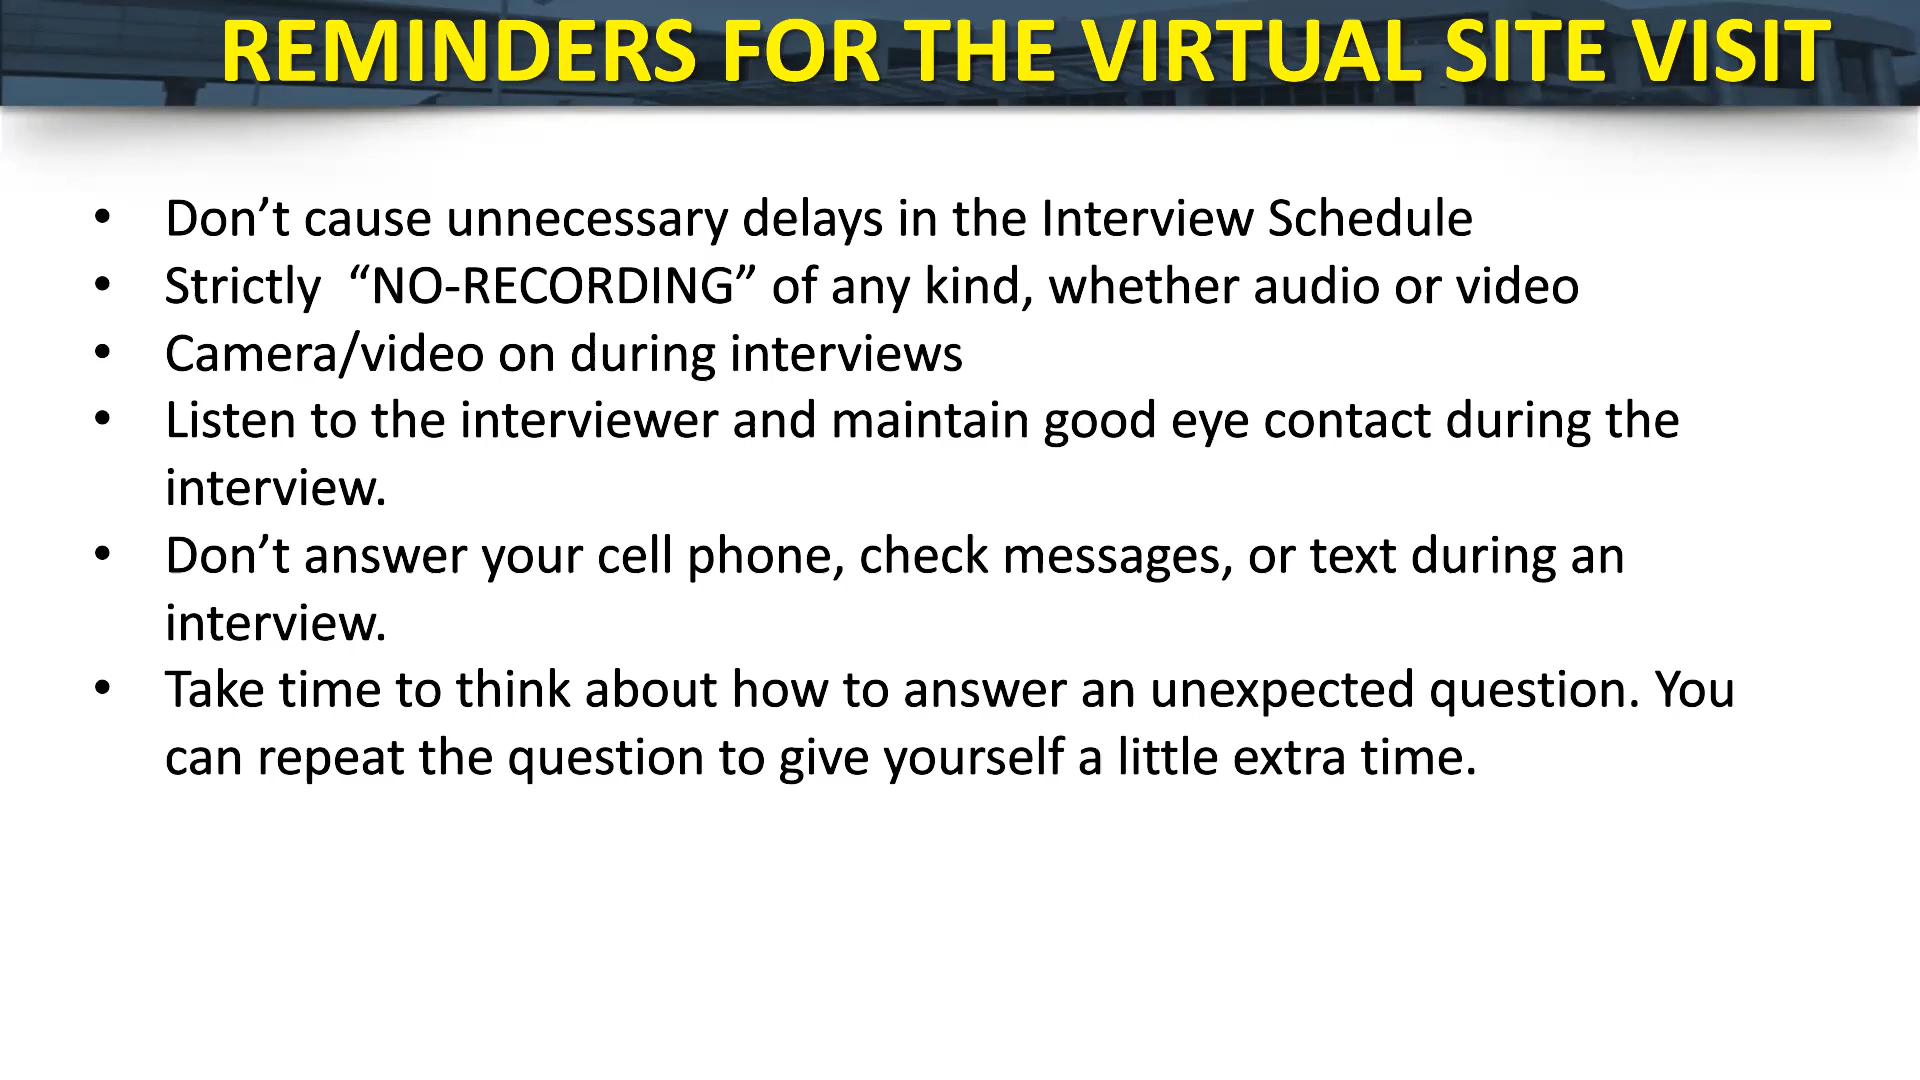 REMINDERS FOR THE VIRTUAL SITE VISIT
• Don’t cause unnecessary delays in the Interview Schedule
• Strictly “NO-RECORDING” of any kind, whether audio or video
• Camera/video on during interviews
• Listen to the interviewer and maintain good eye contact during the
interview.
• Don’t answer your cell phone, check messages, or text during an
interview.
• Take time to think about how to answer an unexpected question. You
can repeat the question to give yourself a little extra time.